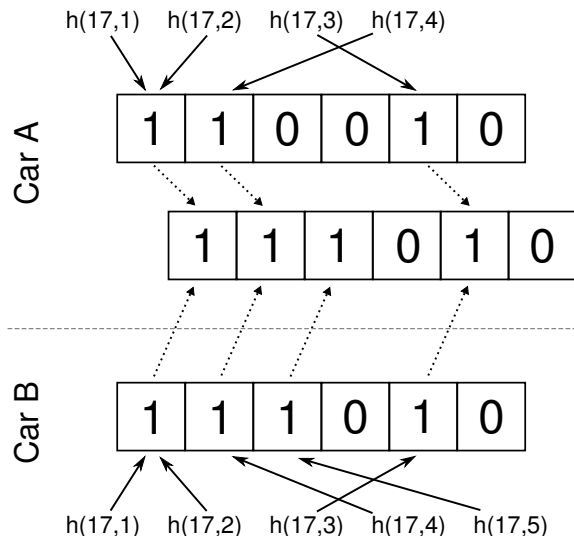 h(17,1) h(17,2) h(17,3) h(17,4)
Car A
1 1 0 0 1 0
1 1 1 0 1 0
Car B
1 1 1 0 1 0
h(17,1) h(17,2) h(17,3) h(17,4) h(17,5)